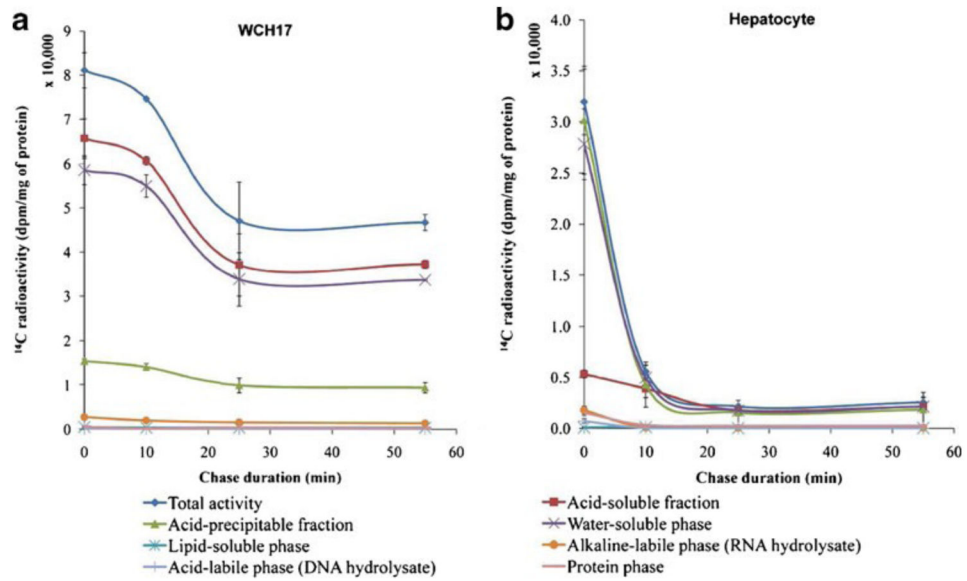 a
WCH17
x 10,000
¹⁴C radioactivity (dpm/mg of protein)
9
8
7
6
5
4
3
2
1
0
0 10 20 30 40 50 60
Chase duration (min)
b
Hepatocyte
x 10,000
¹⁴C radioactivity (dpm/mg of protein)
4.0
3.5
3.0
2.5
2.0
1.5
1.0
0.5
0.0
0 10 20 30 40 50 60
Chase duration (min)
Total activity
Acid-precipitable fraction
Lipid-soluble phase
Acid-labile phase (DNA hydrolysate)
Acid-soluble fraction
Water-soluble phase
Alkaline-labile phase (RNA hydrolysate)
Protein phase